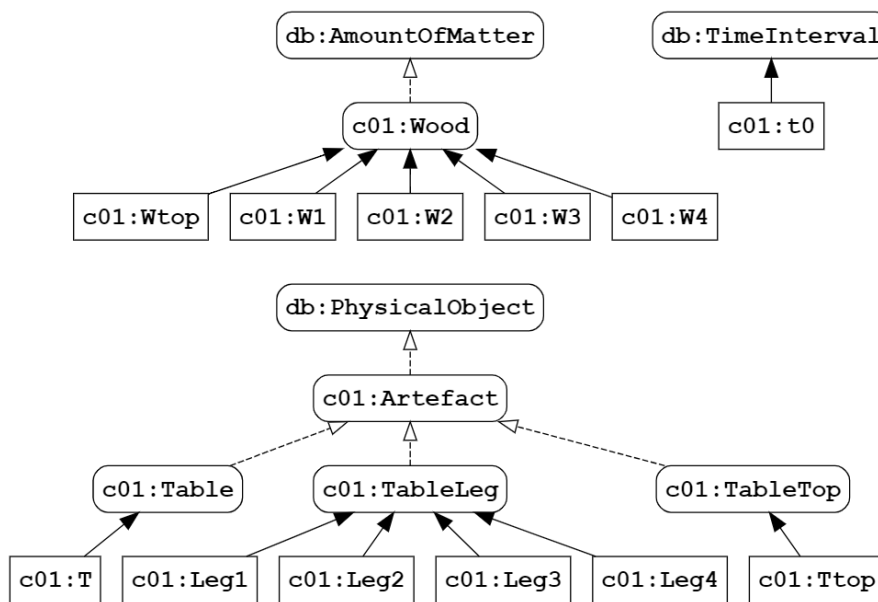 db:AmountOfMatter db:TimeInterval
c01:Wood c01:t0
c01:Wtop c01:W1 c01:W2 c01:W3 c01:W4
db:PhysicalObject
c01:Artefact
c01:Table c01:TableLeg c01:TableTop
c01:T c01:Leg1 c01:Leg2 c01:Leg3 c01:Leg4 c01:Ttop